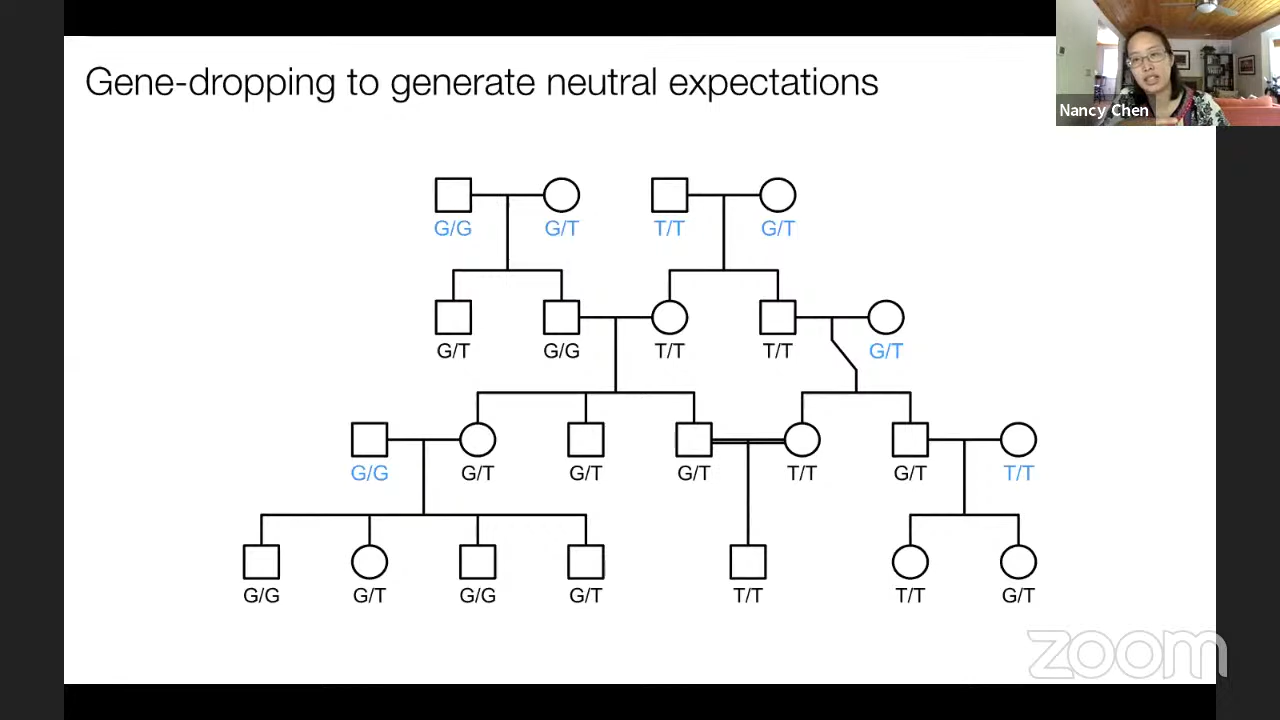 Gene-dropping to generate neutral expectations
Nancy Chen
G/G G/T T/T G/T
G/T G/G T/T T/T G/T
G/G G/T G/T G/T T/T G/T T/T
G/G G/T G/G G/T T/T T/T G/T
zoom